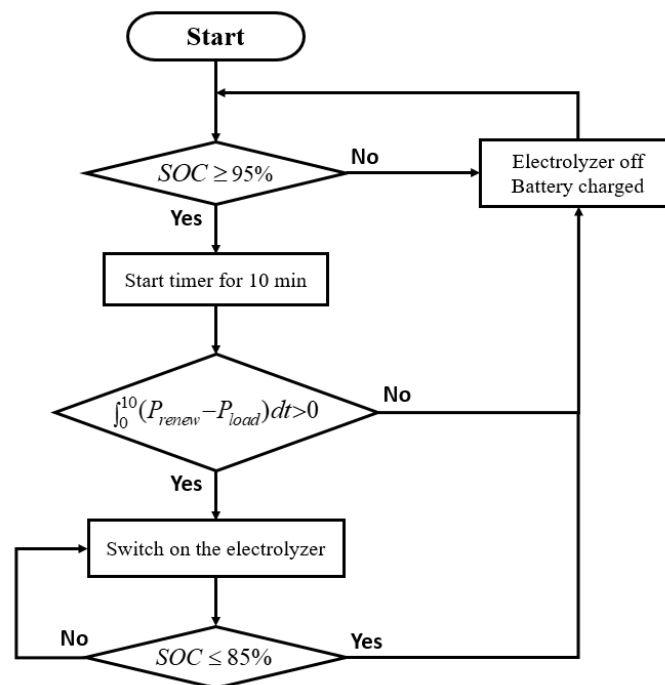 Start
SOC ≥ 95%
No
Electrolyzer off
Battery charged
Yes
Start timer for 10 min
∫₀¹⁰(P_renew−P_load)dt>0
No
Yes
Switch on the electrolyzer
No
SOC ≤ 85%
Yes